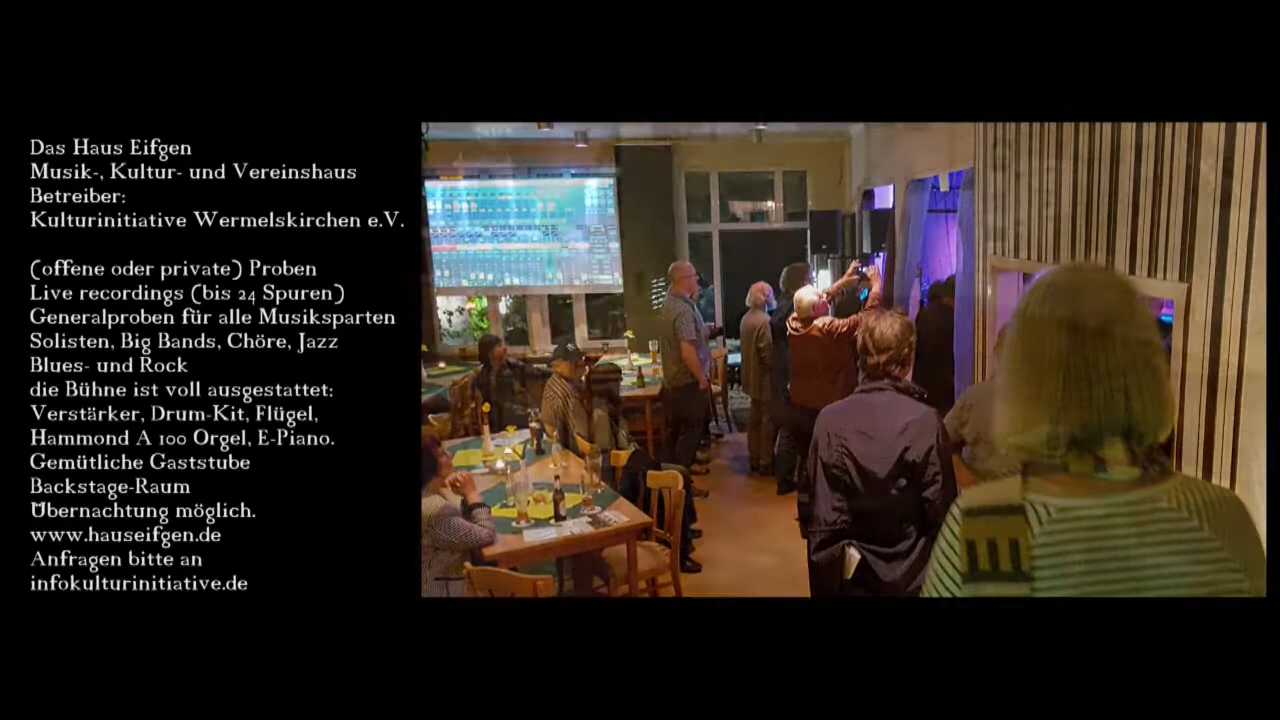 Das Haus Eifgen
Musik-, Kultur- und Vereinshaus
Betreiber:
Kulturinitiative Wermelskirchen e.V.
(offene oder private) Proben
Live recordings (bis 24 Spuren)
Generalproben für alle Musiksparten
Solisten, Big Bands, Chöre, Jazz
Blues- und Rock
die Bühne ist voll ausgestattet:
Verstärker, Drum-Kit, Flügel,
Hammond A 100 Orgel, E-Piano.
Gemütliche Gaststube
Backstage-Raum
Übernachtung möglich.
www.hauseifgen.de
Anfragen bitte an
infokulturinitiative.de